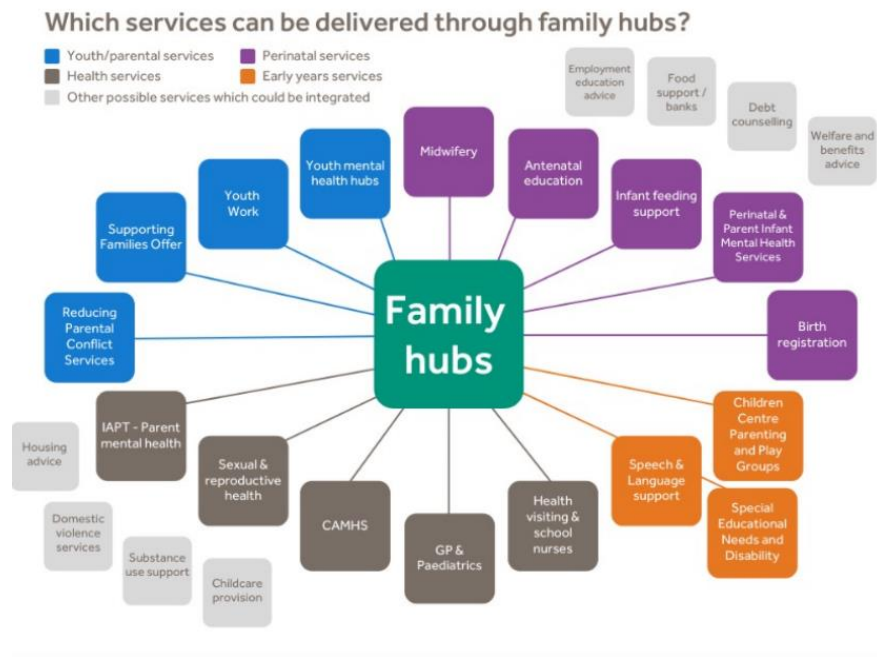 Which services can be delivered through family hubs?
Youth/parental services
Perinatal services
Health services
Early years services
Other possible services which could be integrated
Employment
education
advice
Food
support /
banks
Debt
counselling
Welfare and
benefits
advice
Midwifery
Youth mental
health hubs
Antenatal
education
Youth
Work
Infant feeding
support
Supporting
Families Offer
Perinatal &
Parent Infant
Mental Health
Services
Reducing
Parental
Conflict
Services
Family
hubs
Birth
registration
IAPT - Parent
mental health
Children
Centre
Parenting
and Play
Groups
Housing
advice
Sexual &
reproductive
health
Speech &
Language
support
CAMHS
Health
visiting &
school
nurses
Special
Educational
Needs and
Disability
GP &
Paediatrics
Domestic
violence
services
Substance
use support
Childcare
provision